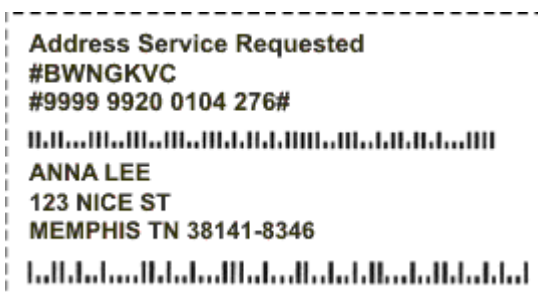 Address Service Requested
#BWNGKVC
#9999 9920 0104 276#
ANNA LEE
123 NICE ST
MEMPHIS TN 38141-8346